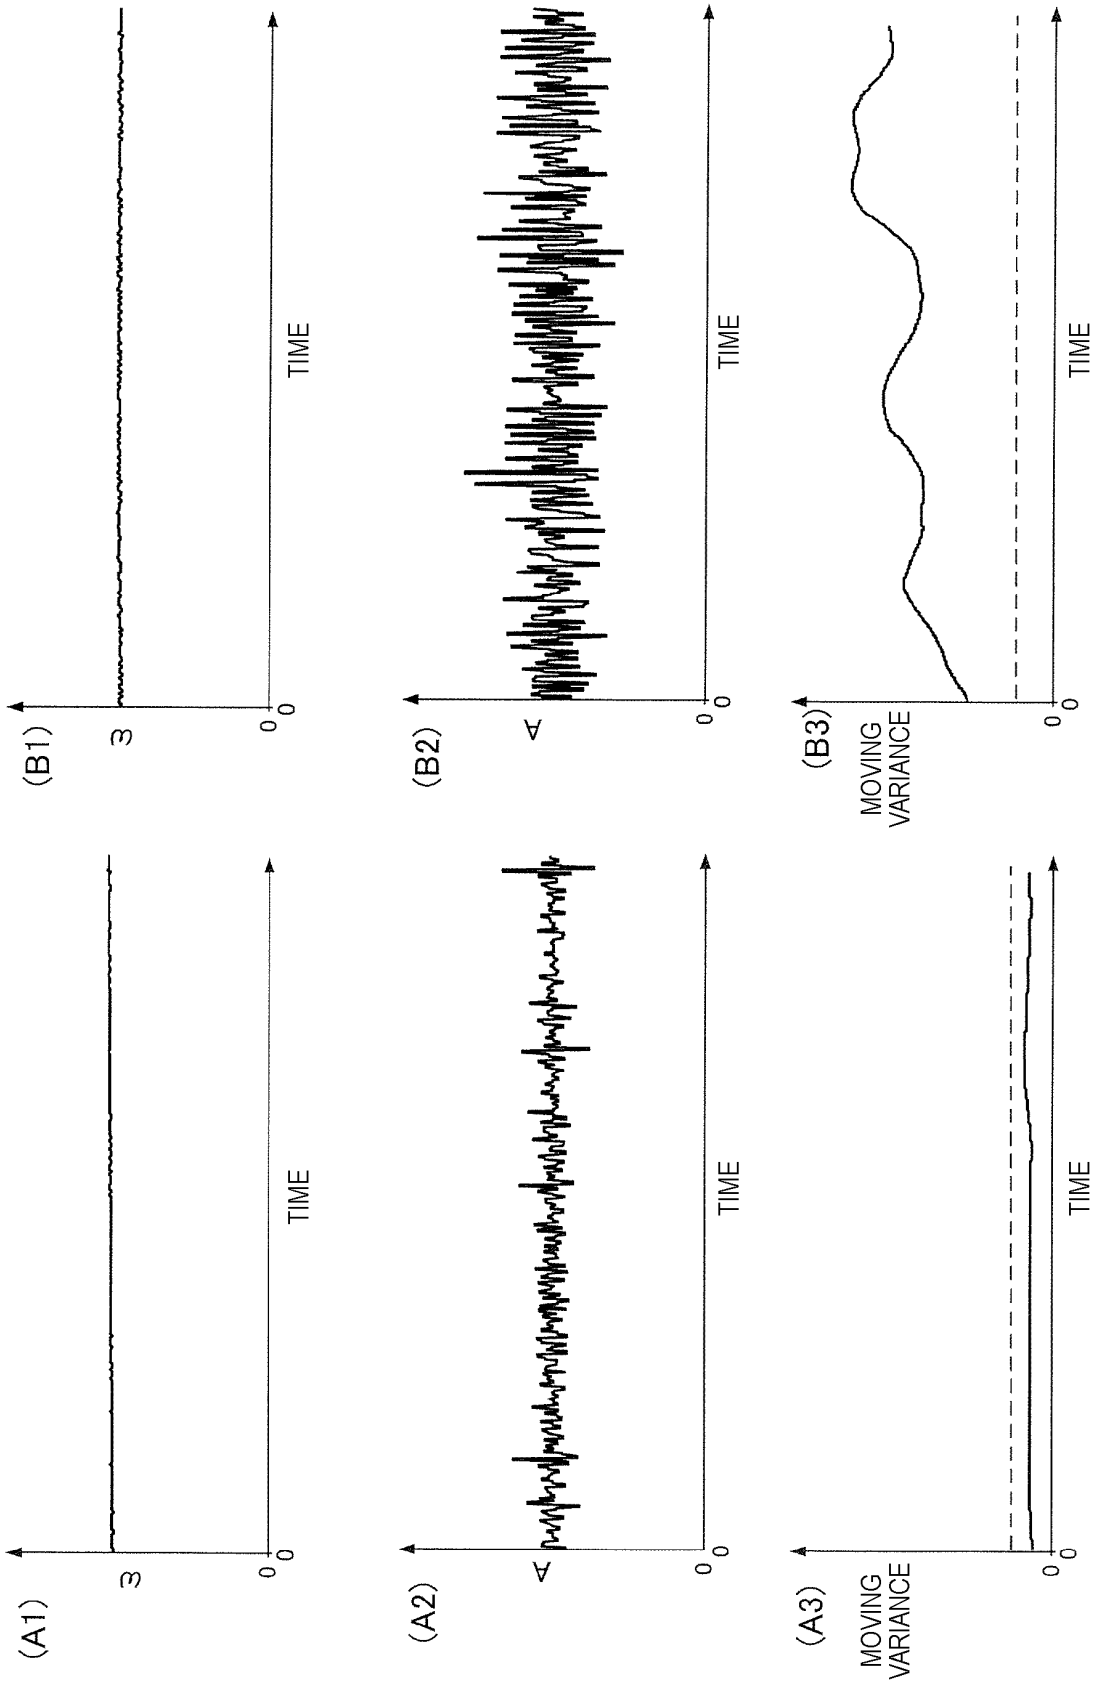 (A1)
ω
0
0
TIME
(B1)
ω
0
0
TIME
(A2)
A
0
0
TIME
(B2)
A
0
0
TIME
(A3)
MOVING
VARIANCE
0
0
TIME
(B3)
MOVING
VARIANCE
0
0
TIME